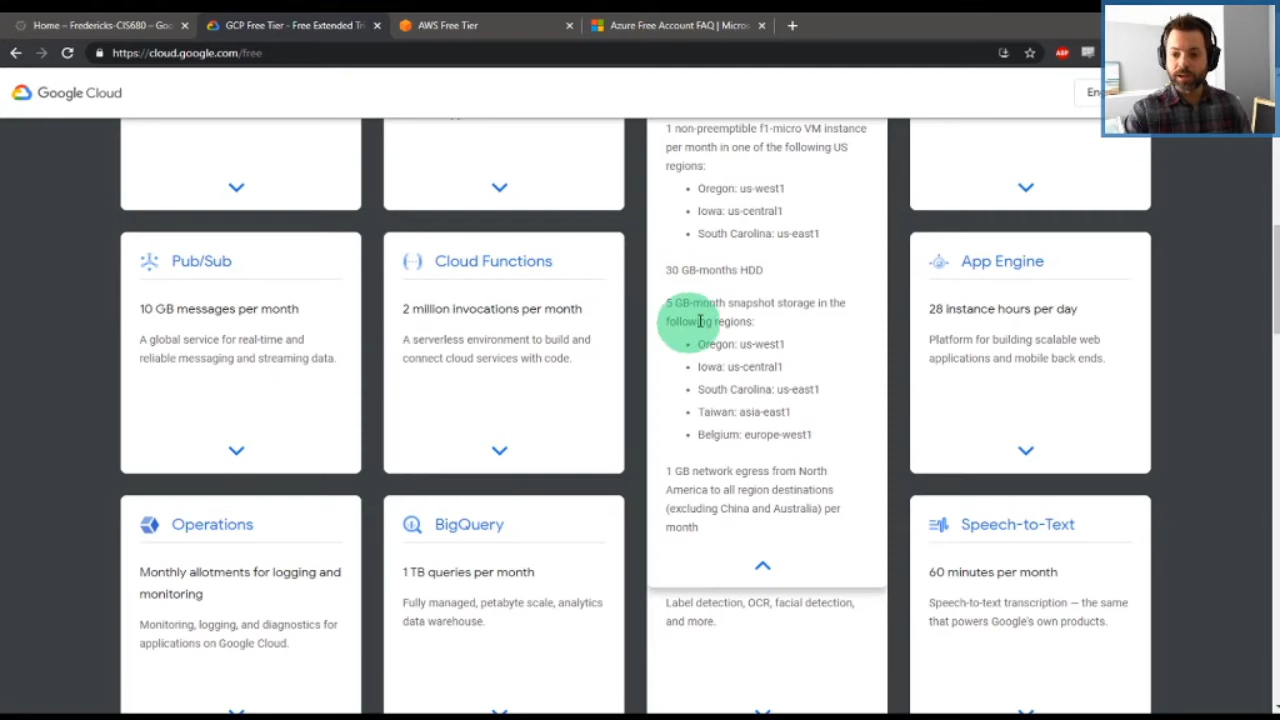 Home – Fredericks-CIS680 – Goo
GCP Free Tier - Free Extended Tri
AWS Free Tier
Azure Free Account FAQ | Micros
https://cloud.google.com/free
ABP
Google Cloud
1 non-preemptible f1-micro VM instance
per month in one of the following US
regions:
• Oregon: us-west1
• Iowa: us-central1
• South Carolina: us-east1
30 GB-months HDD
5 GB-month snapshot storage in the
following regions:
• Oregon: us-west1
• Iowa: us-central1
• South Carolina: us-east1
• Taiwan: asia-east1
• Belgium: europe-west1
1 GB network egress from North
America to all region destinations
(excluding China and Australia) per
month
Pub/Sub
10 GB messages per month
A global service for real-time and
reliable messaging and streaming data.
Cloud Functions
2 million invocations per month
A serverless environment to build and
connect cloud services with code.
App Engine
28 instance hours per day
Platform for building scalable web
applications and mobile back ends.
Operations
Monthly allotments for logging and
monitoring
Monitoring, logging, and diagnostics for
applications on Google Cloud.
BigQuery
1 TB queries per month
Fully managed, petabyte scale, analytics
data warehouse.
Label detection, OCR, facial detection,
and more.
Speech-to-Text
60 minutes per month
Speech-to-text transcription — the same
that powers Google's own products.